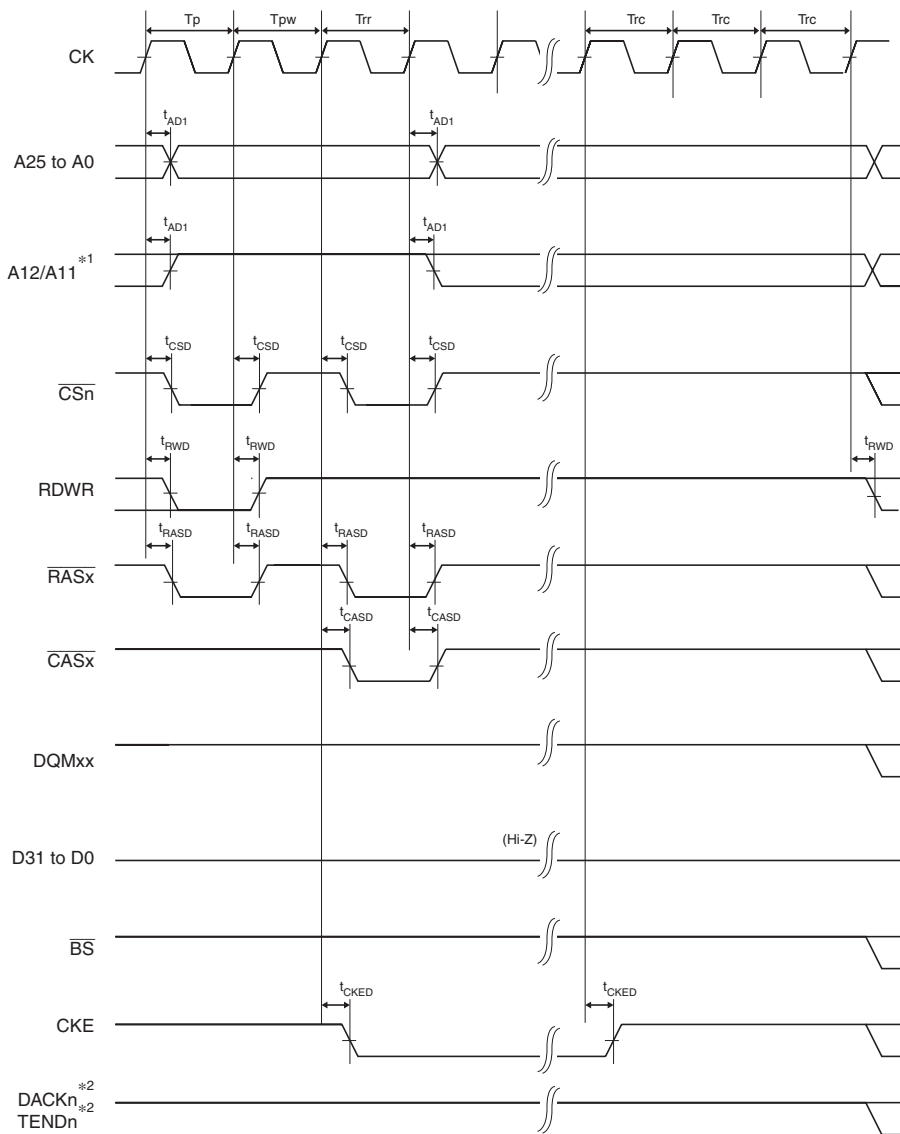 Tp Tpw Trr Trc Trc Trc
CK
tAD1 tAD1
A25 to A0
tAD1 tAD1
A12/A11*1
tCSD tCSD tCSD tCSD
CSn
tRWD tRWD tRWD
RDWR
tRASD tRASD tRASD tRASD
RASx
tCASD tCASD
CASx
DQMxx
(Hi-Z)
D31 to D0
BS
tCKED tCKED
CKE
DACKn*2
TENDn*2